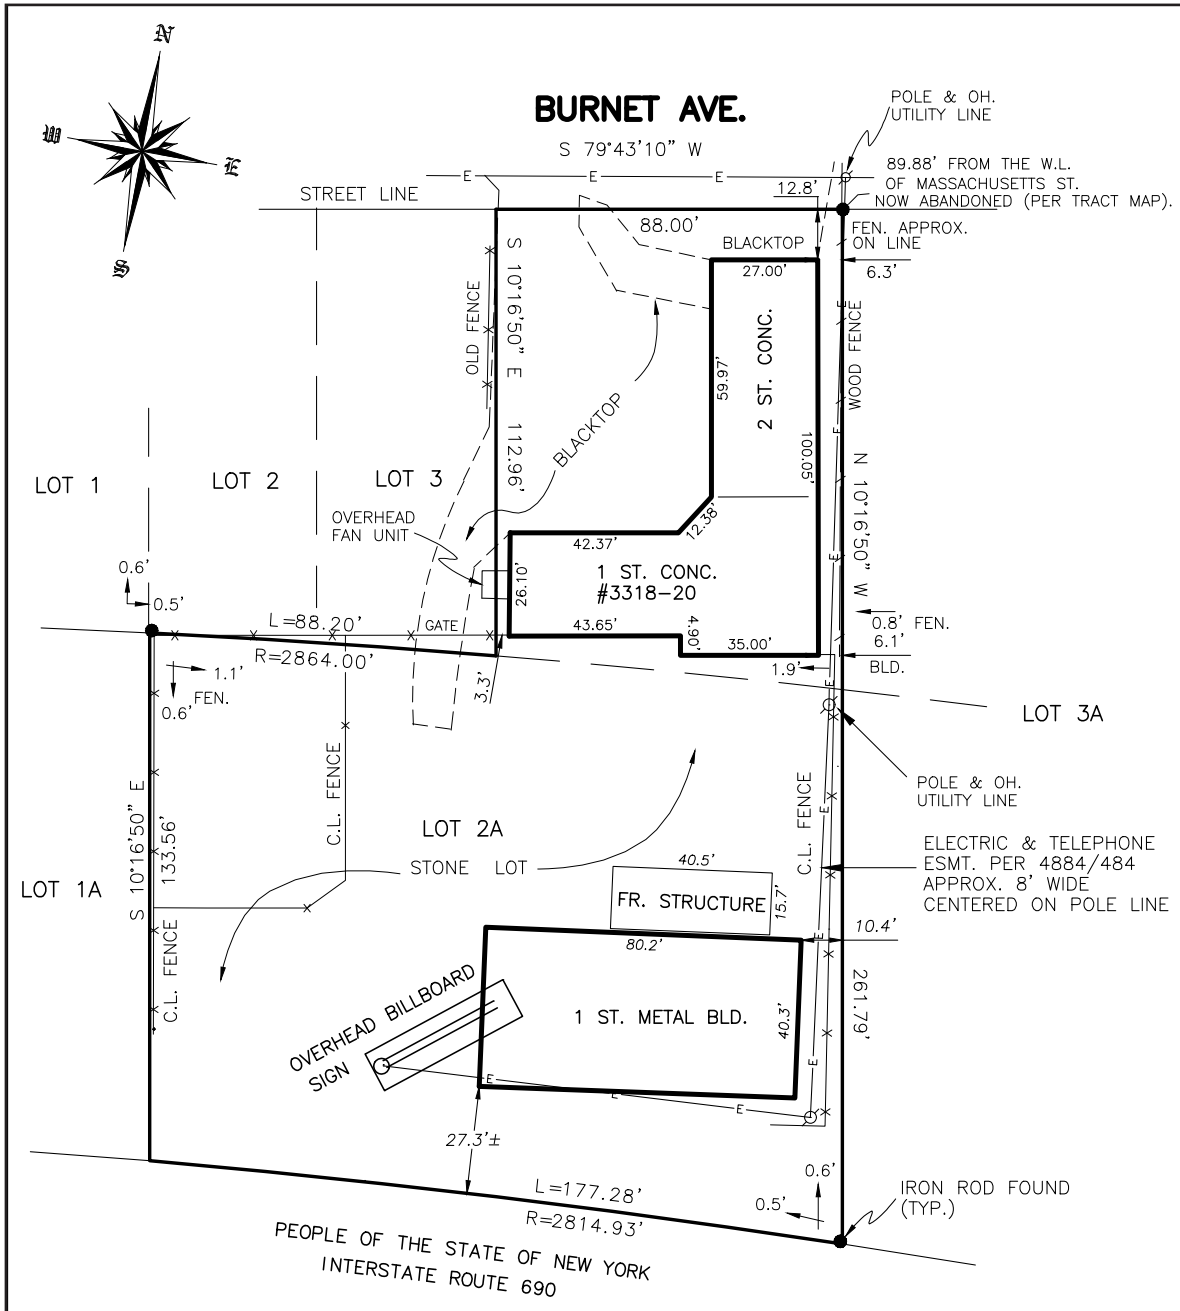 N
W
E
S
BURNET AVE.
S 79°43'10" W
POLE & OH.
UTILITY LINE
E
E
E
89.88' FROM THE W.L.
OF MASSACHUSETTS ST.
NOW ABANDONED (PER TRACT MAP).
STREET LINE
12.8'
88.00'
BLACKTOP
FEN. APPROX.
ON LINE
27.00'
6.3'
S 10°16'50" E 112.96'
OLD FENCE
2 ST. CONC.
59.97'
100.05'
WOOD FENCE
E
E
E
E
N 10°16'50" W
BLACKTOP
LOT 1
LOT 2
LOT 3
OVERHEAD
FAN UNIT
42.37'
12.38'
26.10'
1 ST. CONC.
#3318-20
43.65'
4.90'
35.00'
0.6'
0.5'
L=88.20'
GATE
R=2864.00'
3.3'
0.8' FEN.
6.1'
BLD.
1.9'
E
1.1'
FEN.
0.6'
LOT 3A
POLE & OH.
UTILITY LINE
S 10°16'50" E
133.56'
C.L. FENCE
C.L. FENCE
C.L. FENCE
E
LOT 2A
STONE LOT
LOT 1A
ELECTRIC & TELEPHONE
ESMT. PER 4884/484
APPROX. 8' WIDE
CENTERED ON POLE LINE
40.5'
FR. STRUCTURE
15.7'
10.4'
E
80.2'
261.79'
1 ST. METAL BLD.
40.3'
OVERHEAD BILLBOARD
SIGN
E
E
E
E
27.3'±
L=177.28'
R=2814.93'
0.6'
0.5'
IRON ROD FOUND
(TYP.)
PEOPLE OF THE STATE OF NEW YORK
INTERSTATE ROUTE 690